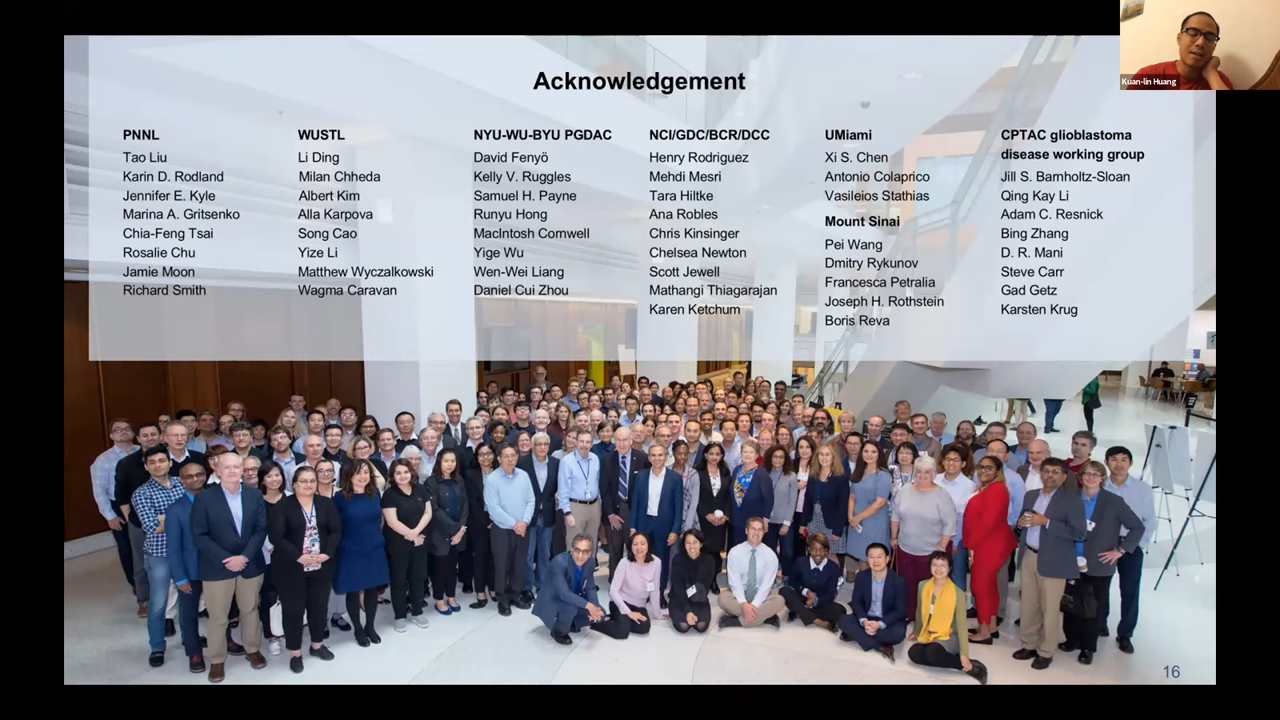 Acknowledgement
PNNL
Tao Liu
Karin D. Rodland
Jennifer E. Kyle
Marina A. Gritsenko
Chia-Feng Tsai
Rosalie Chu
Jamie Moon
Richard Smith
WUSTL
Li Ding
Milan Chheda
Albert Kim
Alla Karpova
Song Cao
Yize Li
Matthew Wyczalkowski
Wagma Caravan
NYU-WU-BYU PGDAC
David Fenyö
Kelly V. Ruggles
Samuel H. Payne
Runyu Hong
MacIntosh Cornwell
Yige Wu
Wen-Wei Liang
Daniel Cui Zhou
NCI/GDC/BCR/DCC
Henry Rodriguez
Mehdi Mesri
Tara Hiltke
Ana Robles
Chris Kinsinger
Chelsea Newton
Scott Jewell
Mathangi Thiagarajan
Karen Ketchum
UMiami
Xi S. Chen
Antonio Colaprico
Vasileios Stathias
Mount Sinai
Pei Wang
Dmitry Rykunov
Francesca Petralia
Joseph H. Rothstein
Boris Reva
CPTAC glioblastoma
disease working group
Jill S. Barnholtz-Sloan
Qing Kay Li
Adam C. Resnick
Bing Zhang
D. R. Mani
Steve Carr
Gad Getz
Karsten Krug
Kuan-lin Huang
16